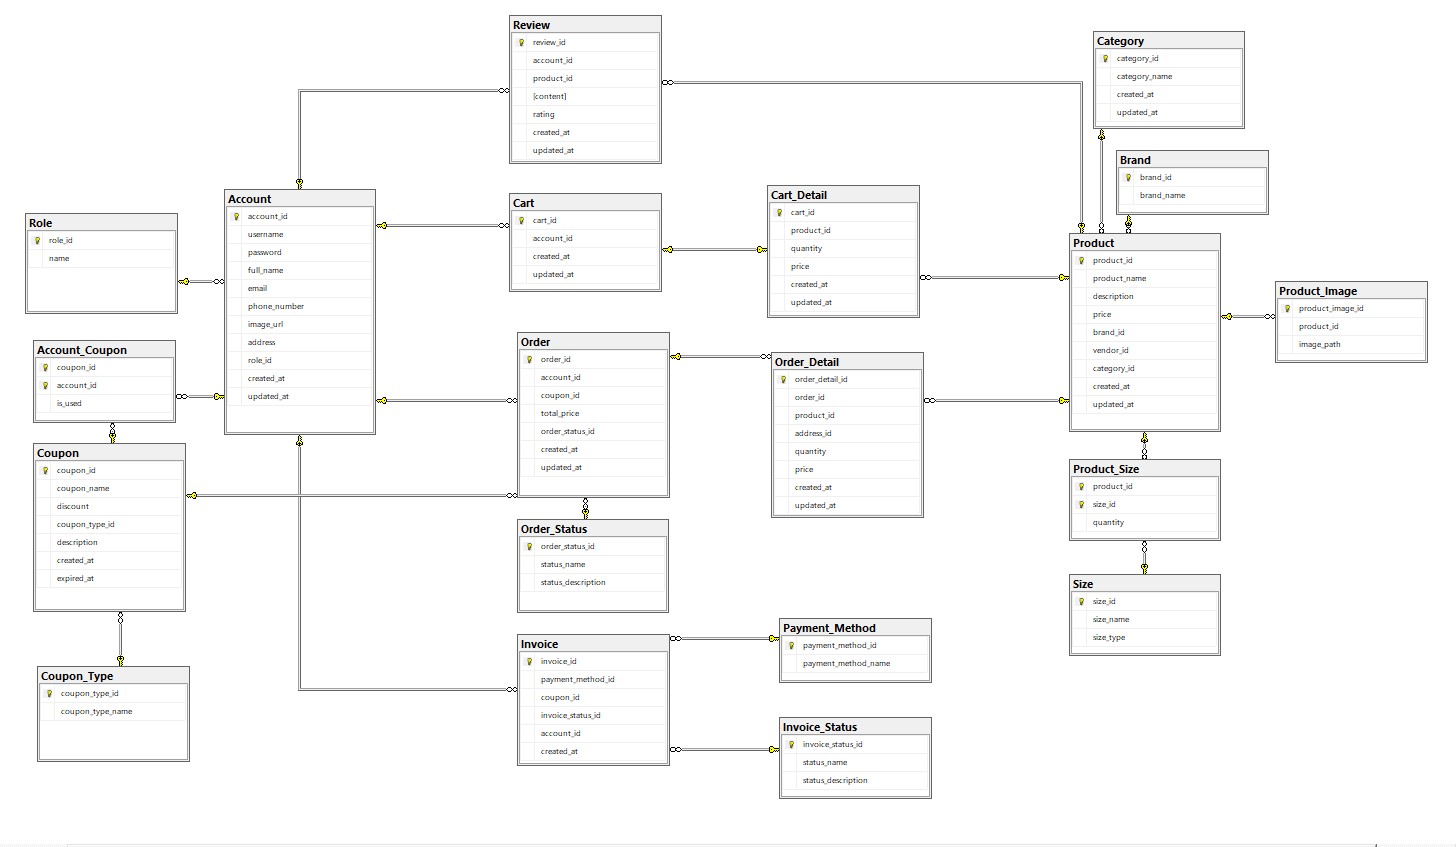 Review
review_id
account_id
product_id
[content]
rating
created_at
updated_at
Category
category_id
category_name
created_at
updated_at
Brand
brand_id
brand_name
Account
account_id
username
password
full_name
email
phone_number
image_url
address
role_id
created_at
updated_at
Cart
cart_id
account_id
created_at
updated_at
Cart_Detail
cart_id
product_id
quantity
price
created_at
updated_at
Role
role_id
name
Product
product_id
product_name
description
price
brand_id
vendor_id
category_id
created_at
updated_at
Product_Image
product_image_id
product_id
image_path
Account_Coupon
coupon_id
account_id
is_used
Order
order_id
account_id
coupon_id
total_price
order_status_id
created_at
updated_at
Order_Detail
order_detail_id
order_id
product_id
address_id
quantity
price
created_at
updated_at
Coupon
coupon_id
coupon_name
discount
coupon_type_id
description
created_at
expired_at
Product_Size
product_id
size_id
quantity
Order_Status
order_status_id
status_name
status_description
Size
size_id
size_name
size_type
Invoice
invoice_id
payment_method_id
coupon_id
invoice_status_id
account_id
created_at
Payment_Method
payment_method_id
payment_method_name
Coupon_Type
coupon_type_id
coupon_type_name
Invoice_Status
invoice_status_id
status_name
status_description